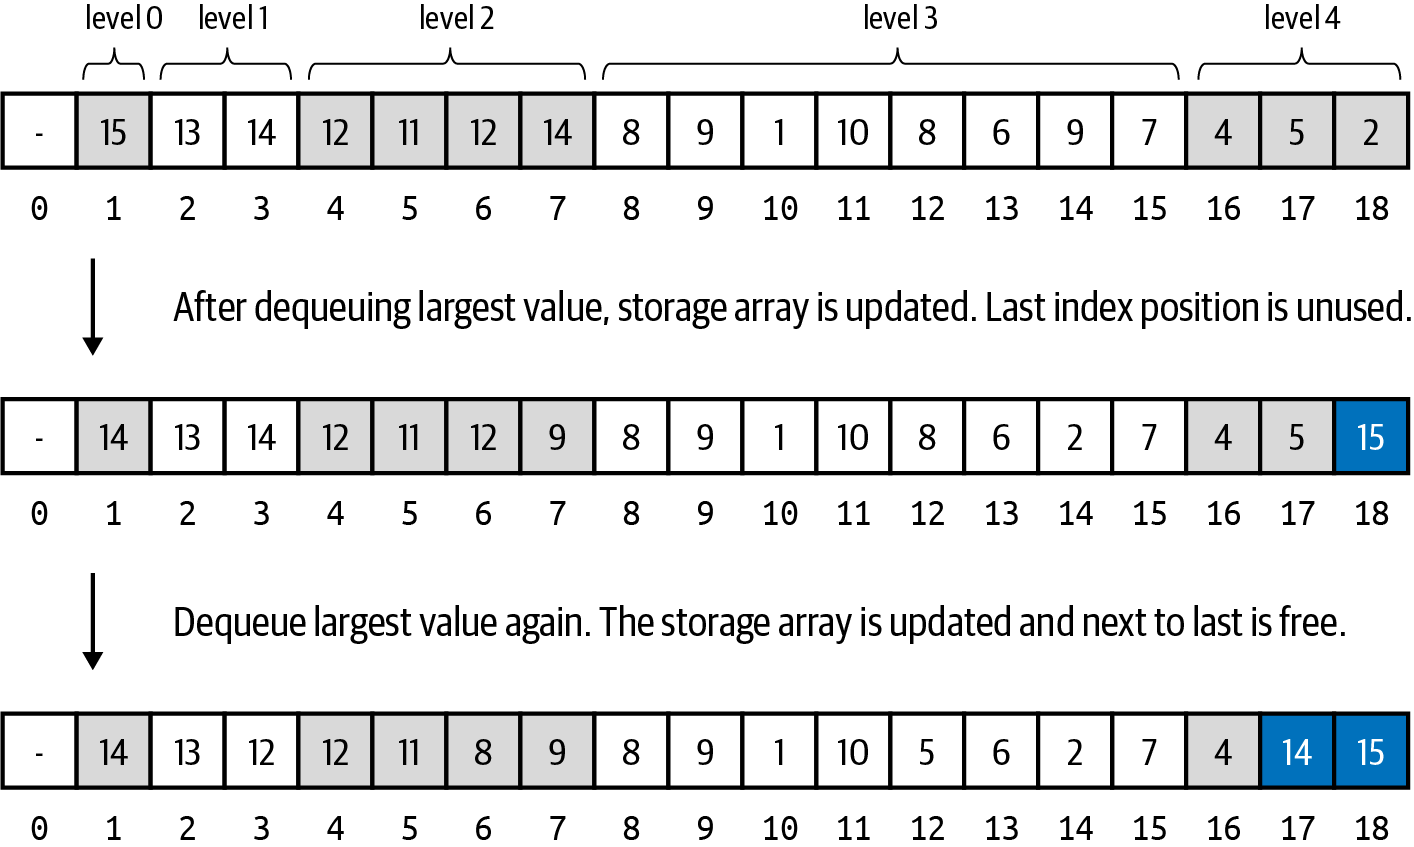 level 0 level 1 level 2 level 3 level 4
- 15 13 14 12 11 12 14 8 9 1 10 8 6 9 7 4 5 2
0 1 2 3 4 5 6 7 8 9 10 11 12 13 14 15 16 17 18
After dequeuing largest value, storage array is updated. Last index position is unused.
- 14 13 14 12 11 12 9 8 9 1 10 8 6 2 7 4 5 15
0 1 2 3 4 5 6 7 8 9 10 11 12 13 14 15 16 17 18
Dequeue largest value again. The storage array is updated and next to last is free.
- 14 13 12 12 11 8 9 8 9 1 10 5 6 2 7 4 14 15
0 1 2 3 4 5 6 7 8 9 10 11 12 13 14 15 16 17 18